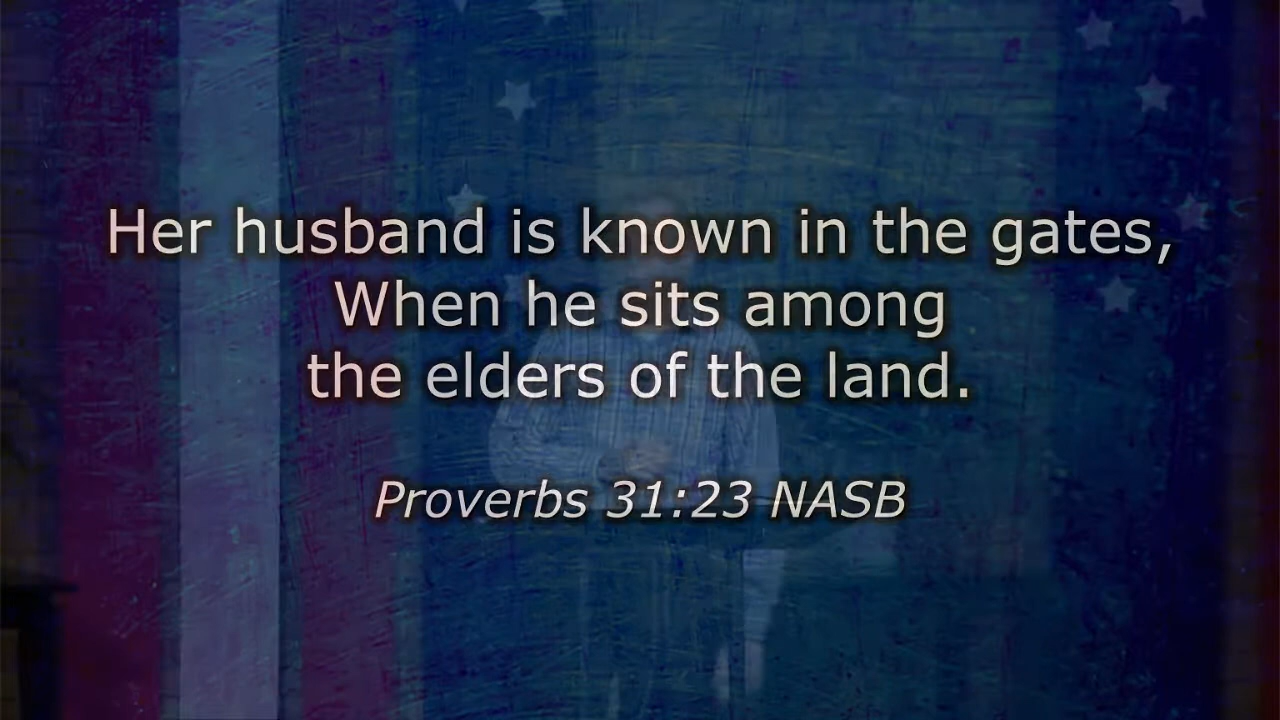 Her husband is known in the gates,
When he sits among
the elders of the land.
Proverbs 31:23 NASB